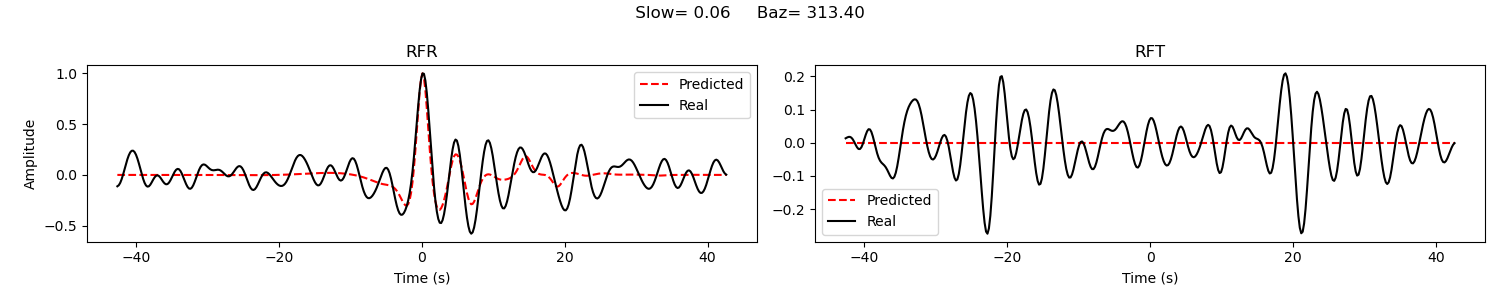 Slow= 0.06 Baz= 313.40
RFR
1.0
0.5
0.0
−0.5
Amplitude
Predicted
Real
−40
−20
0
20
40
Time (s)
RFT
0.2
0.1
0.0
−0.1
−0.2
Predicted
Real
−40
−20
0
20
40
Time (s)